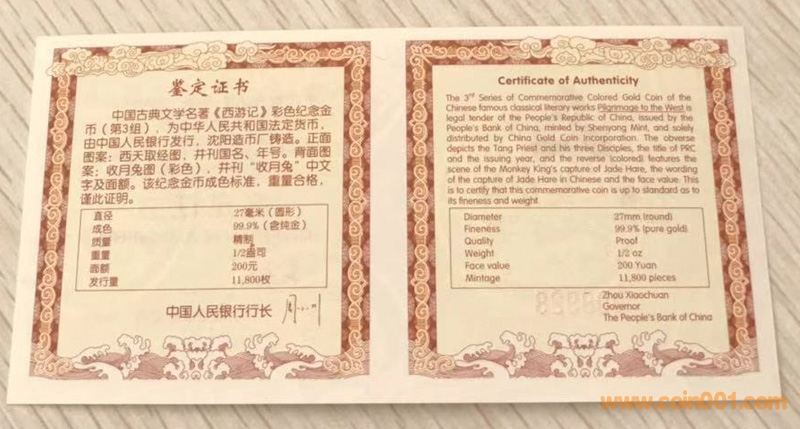 鉴定证书
中国古典文学名著《西游记》彩色纪念金
币（第3组），为中华人民共和国法定货币，
由中国人民银行发行，沈阳造币厂铸造。正面
图案：西天取经图，并刊国名、年号。背面图
案：收月兔图（彩色），并刊“收月兔”中文
字及面额。该纪念金币成色标准，重量合格，
谨此证明。
直径 27毫米（圆形）
成色 99.9%（含纯金）
质量 精制
重量 1/2盎司
面额 200元
发行量 11,800枚
中国人民银行行长
Certificate of Authenticity
The 3rd Series of Commemorative Colored Gold Coin of the
Chinese famous classical literary works Pilgrimage to the West is
legal tender of the People's Republic of China, issued by the
People's Bank of China, minted by Shenyang Mint, and solely
distributed by China Gold Coin Incorporation. The obverse
depicts the Tang Priest and his three Disciples, the title of PRC
and the issuing year, and the reverse (colored) features the
scene of the Monkey King's capture of Jade Hare, the wording
of the capture of Jade Hare in Chinese and the face value. This
is to certify that this commemorative coin is up to standard as to
its fineness and weight.
Diameter 27mm (round)
Fineness 99.9% (pure gold)
Quality Proof
Weight 1/2 oz
Face value 200 Yuan
Mintage 11,800 pieces
Zhou Xiaochuan
Governor
The People's Bank of China
www.coin001.com